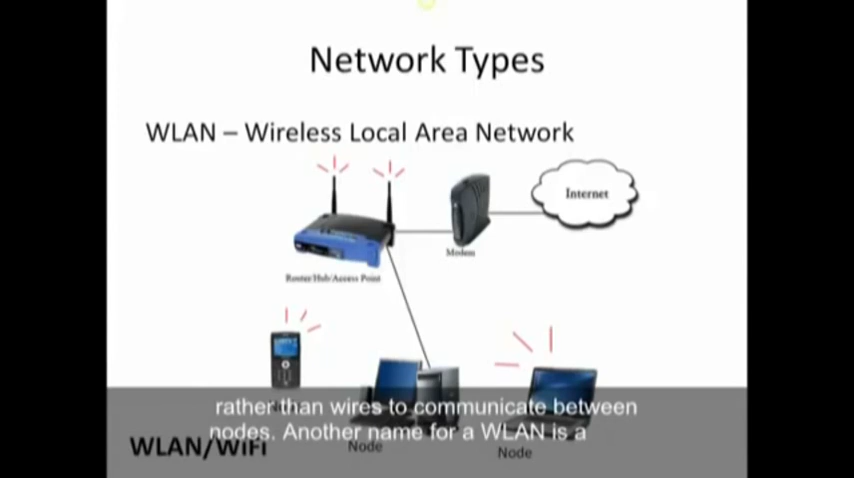 Network Types
WLAN – Wireless Local Area Network
Internet
Modem
Router/Hub/Access Point
rather than wires to communicate between
nodes. Another name for a WLAN is a
WLAN/WiFi
Node
Node